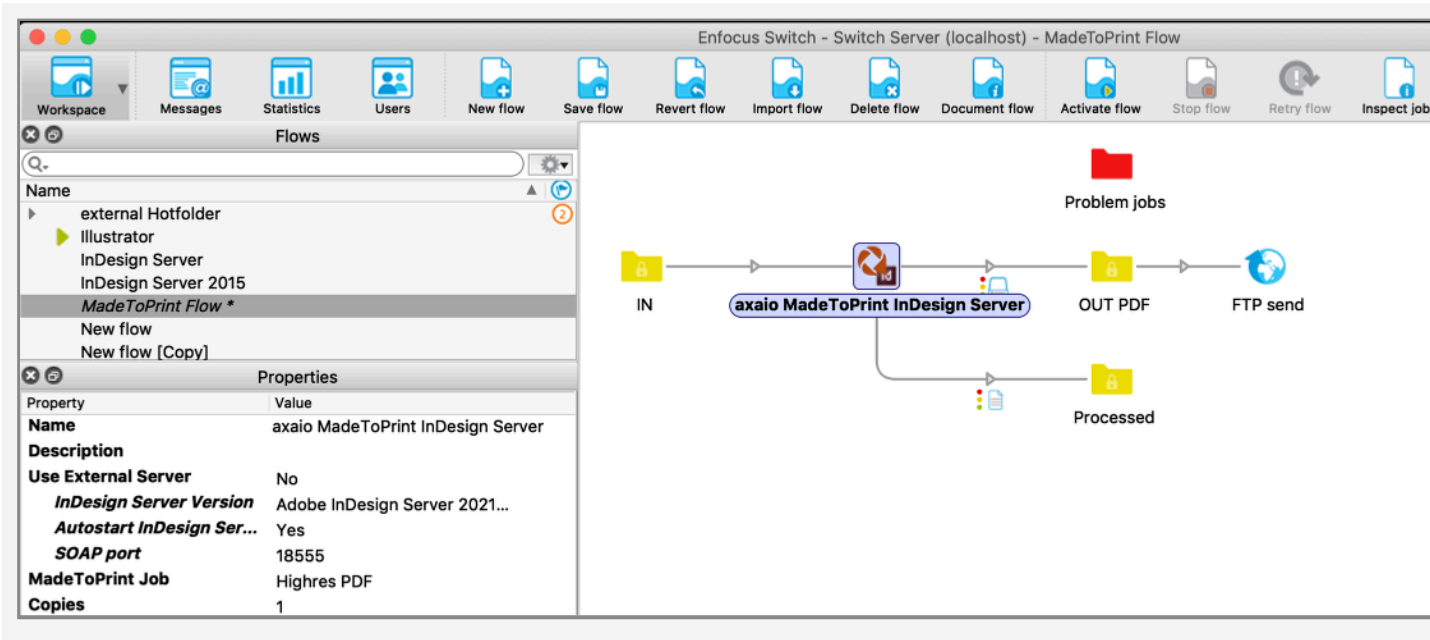 Enfocus Switch - Switch Server (localhost) - MadeToPrint Flow
Workspace Messages Statistics Users New flow Save flow Revert flow Import flow Delete flow Document flow Activate flow Stop flow Retry flow Inspect job
Flows
Name
external Hotfolder 2
Illustrator
InDesign Server
InDesign Server 2015
MadeToPrint Flow *
New flow
New flow [Copy]
Properties
Property Value
Name axaio MadeToPrint InDesign Server
Description
Use External Server No
InDesign Server Version Adobe InDesign Server 2021...
Autostart InDesign Ser... Yes
SOAP port 18555
MadeToPrint Job Highres PDF
Copies 1
Problem jobs
Id
IN axaio MadeToPrint InDesign Server OUT PDF FTP send
Processed